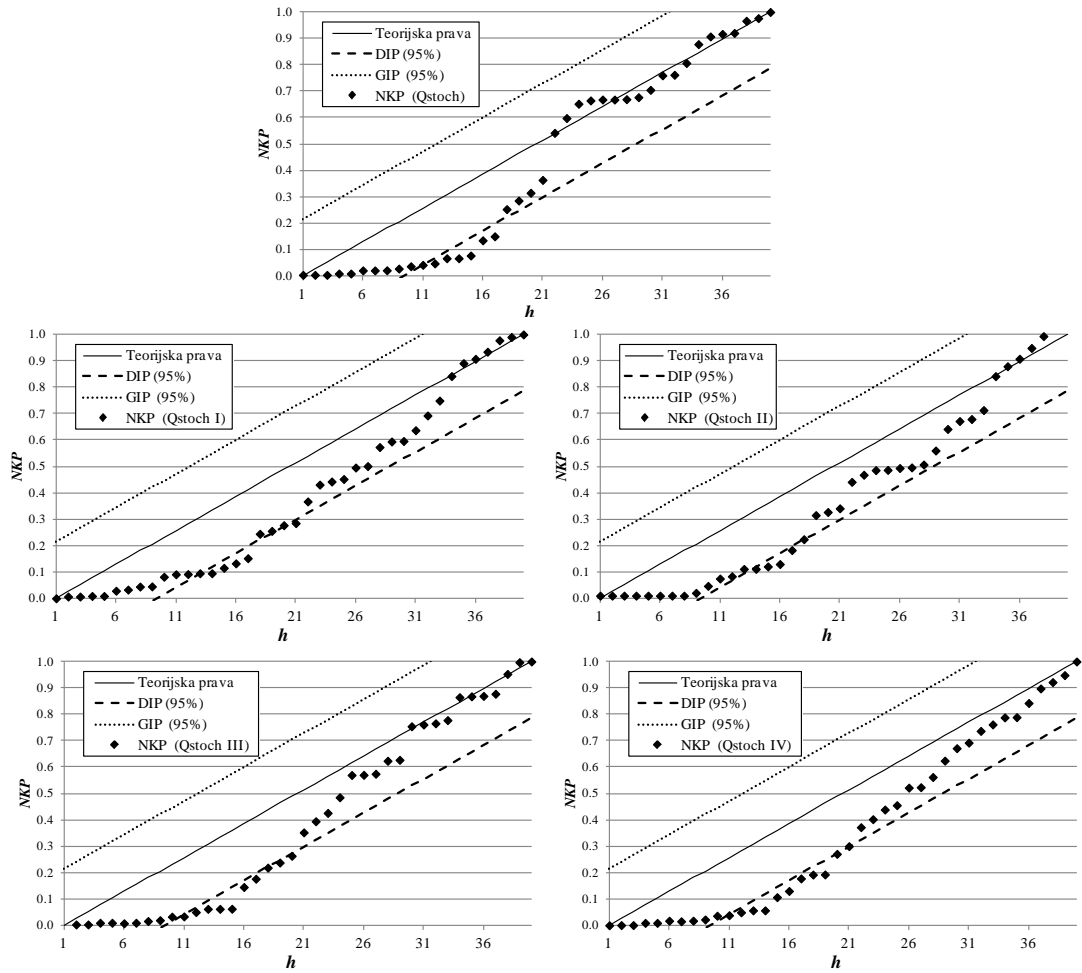 1.0
0.9
0.8
0.7
0.6
0.5
0.4
0.3
0.2
0.1
0.0
NKP
Teorijska prava
DIP (95%)
GIP (95%)
NKP (Qstoch)
1 6 11 16 21 26 31 36
h
1.0
0.9
0.8
0.7
0.6
0.5
0.4
0.3
0.2
0.1
0.0
NKP
Teorijska prava
DIP (95%)
GIP (95%)
NKP (Qstoch I)
1 6 11 16 21 26 31 36
h
1.0
0.9
0.8
0.7
0.6
0.5
0.4
0.3
0.2
0.1
0.0
NKP
Teorijska prava
DIP (95%)
GIP (95%)
NKP (Qstoch II)
1 6 11 16 21 26 31 36
h
1.0
0.9
0.8
0.7
0.6
0.5
0.4
0.3
0.2
0.1
0.0
NKP
Teorijska prava
DIP (95%)
GIP (95%)
NKP (Qstoch III)
1 6 11 16 21 26 31 36
h
1.0
0.9
0.8
0.7
0.6
0.5
0.4
0.3
0.2
0.1
0.0
NKP
Teorijska prava
DIP (95%)
GIP (95%)
NKP (Qstoch IV)
1 6 11 16 21 26 31 36
h